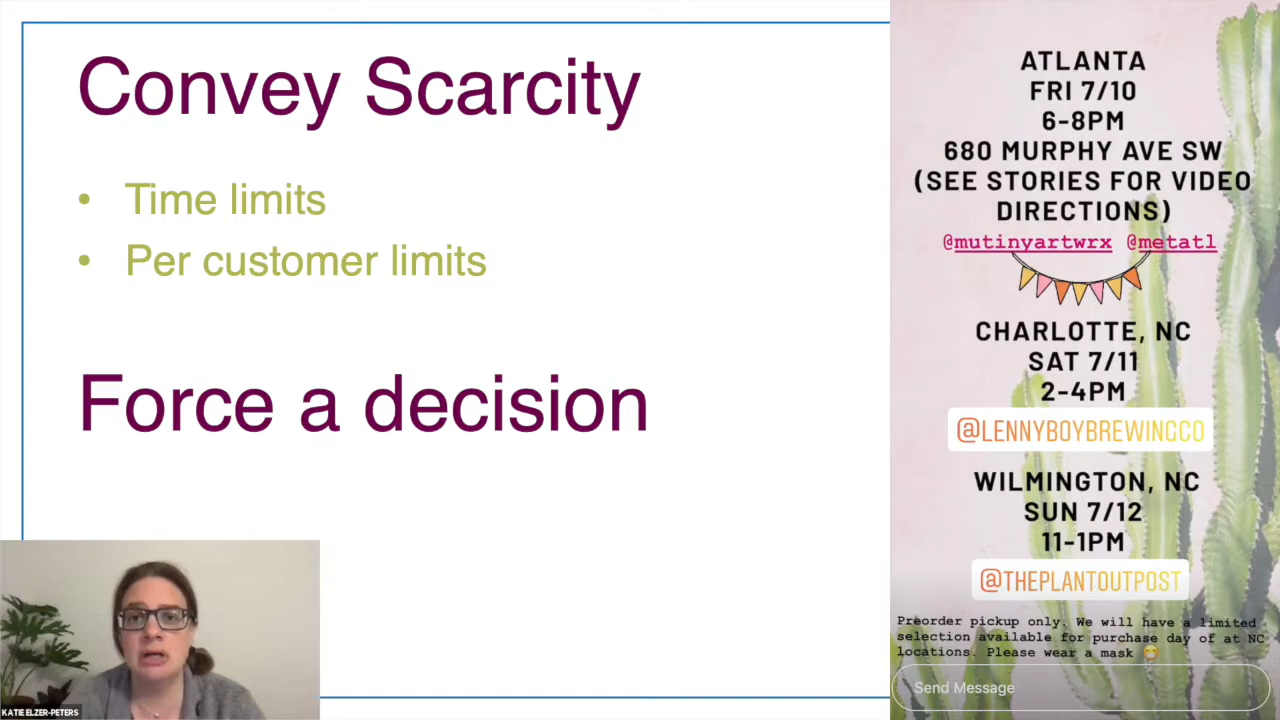 Convey Scarcity
• Time limits
• Per customer limits
Force a decision
KATIE ELZER-PETERS
ATLANTA
FRI 7/10
6-8PM
680 MURPHY AVE SW
(SEE STORIES FOR VIDEO
DIRECTIONS)
@mutinyartwrx @metatl
CHARLOTTE, NC
SAT 7/11
2-4PM
@LENNYBOYBREWINGCO
WILMINGTON, NC
SUN 7/12
11-1PM
@THEPLANTOUTPOST
Preorder pickup only. We will have a limited
selection available for purchase day of at NC
locations. Please wear a mask 😷
Send Message